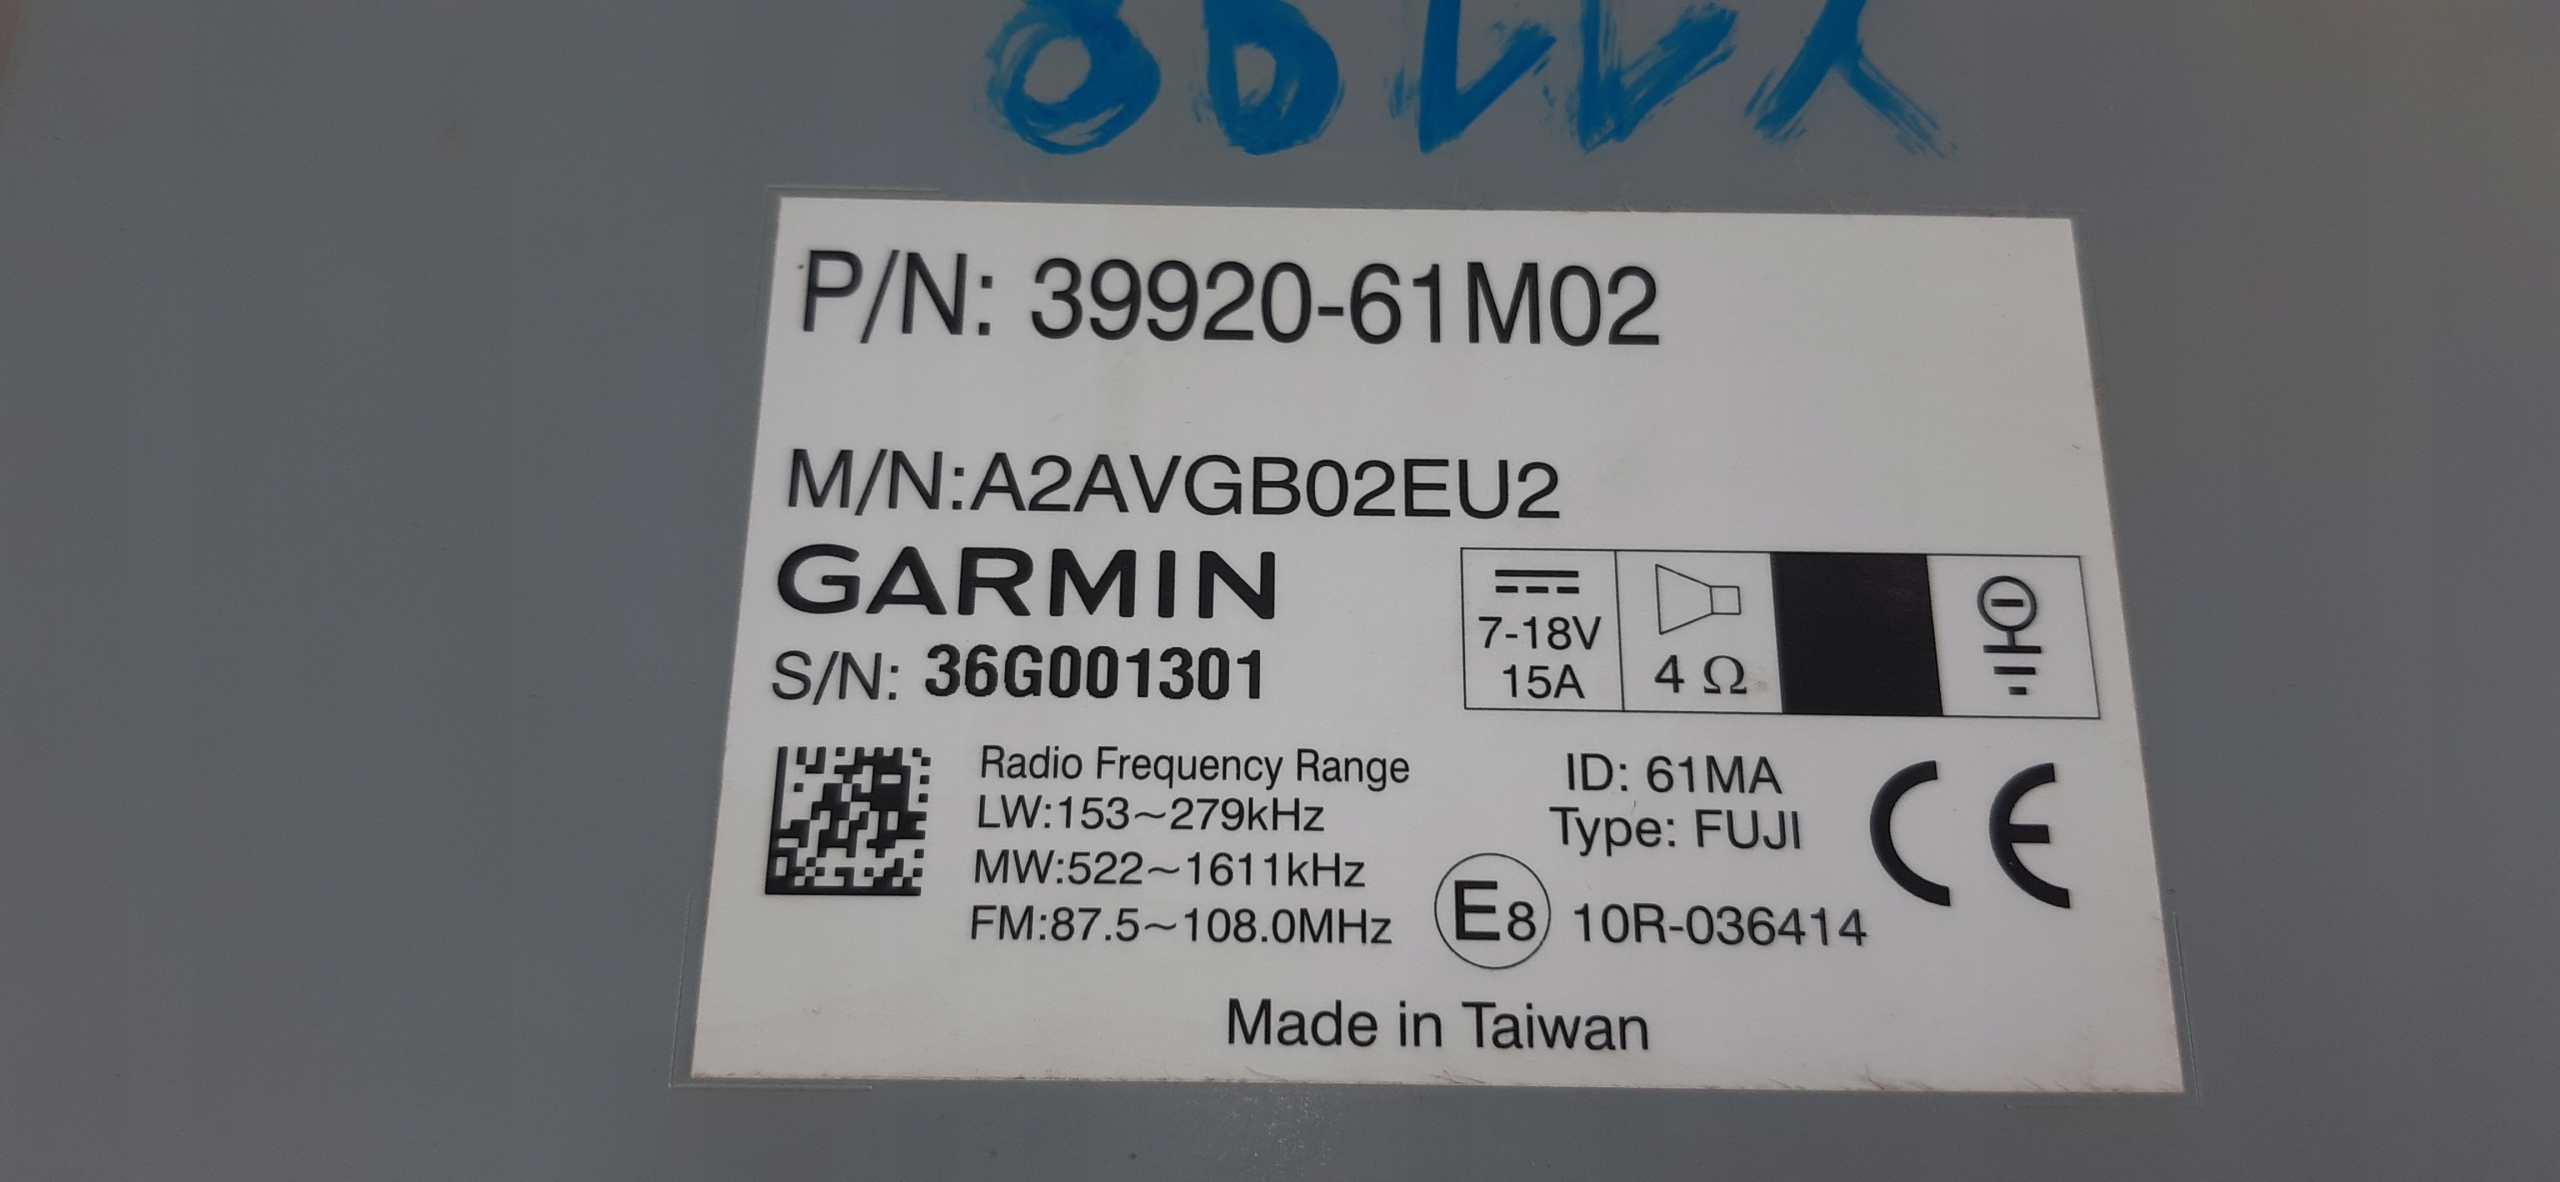 P/N: 39920-61M02
M/N:A2AVGB02EU2
GARMIN
S/N: 36G001301
7-18V
15A
4 Ω
Radio Frequency Range
LW:153~279kHz
MW:522~1611kHz
FM:87.5~108.0MHz
ID: 61MA
Type: FUJI
CE
E8 10R-036414
Made in Taiwan